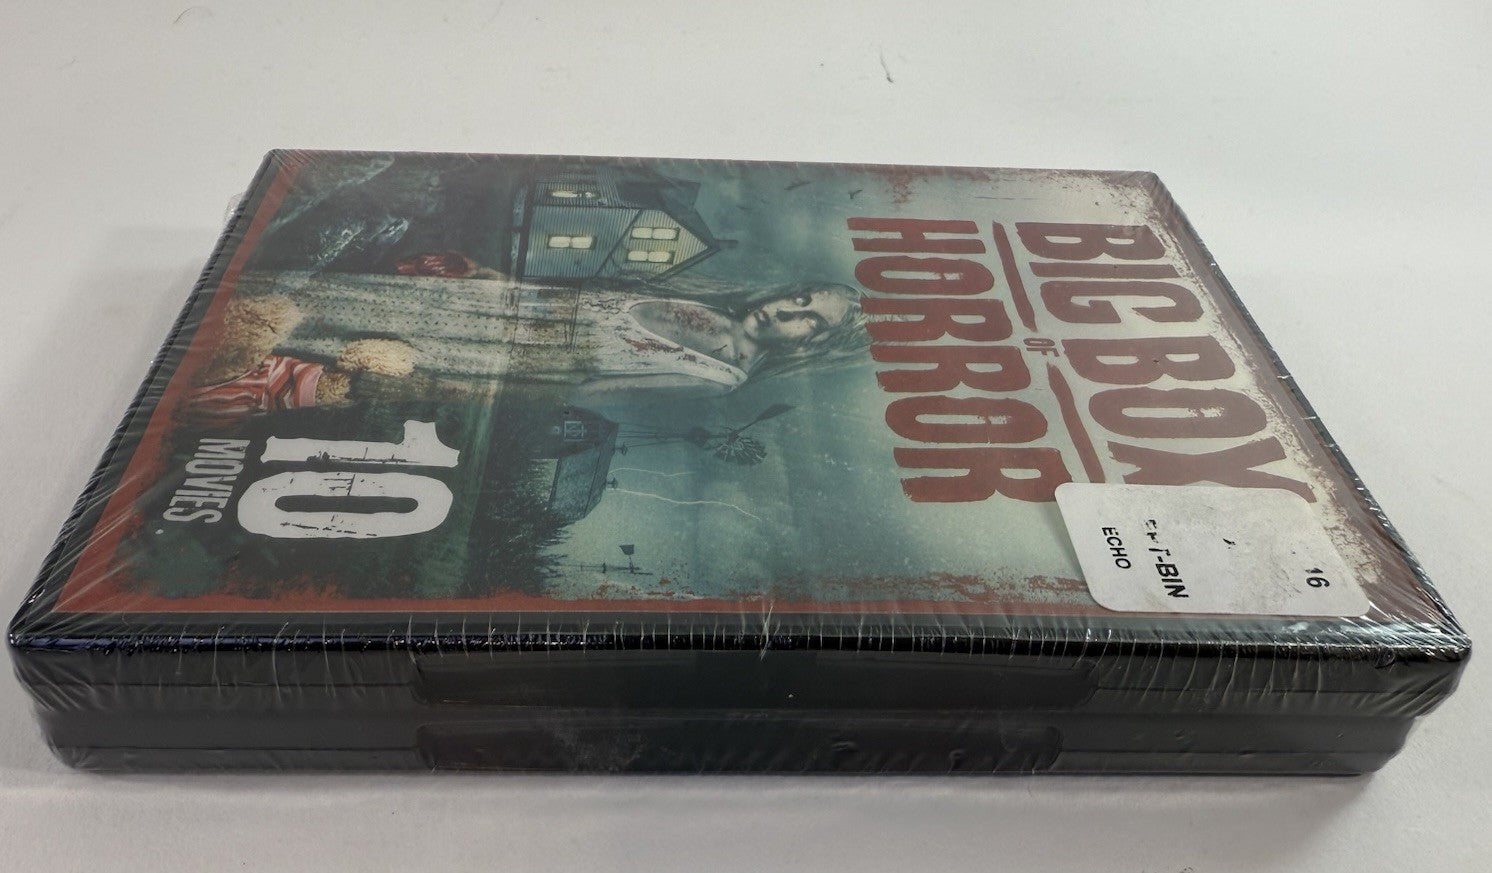 BIG BOX
OF
HORROR
10
MOVIES
16
ECHO